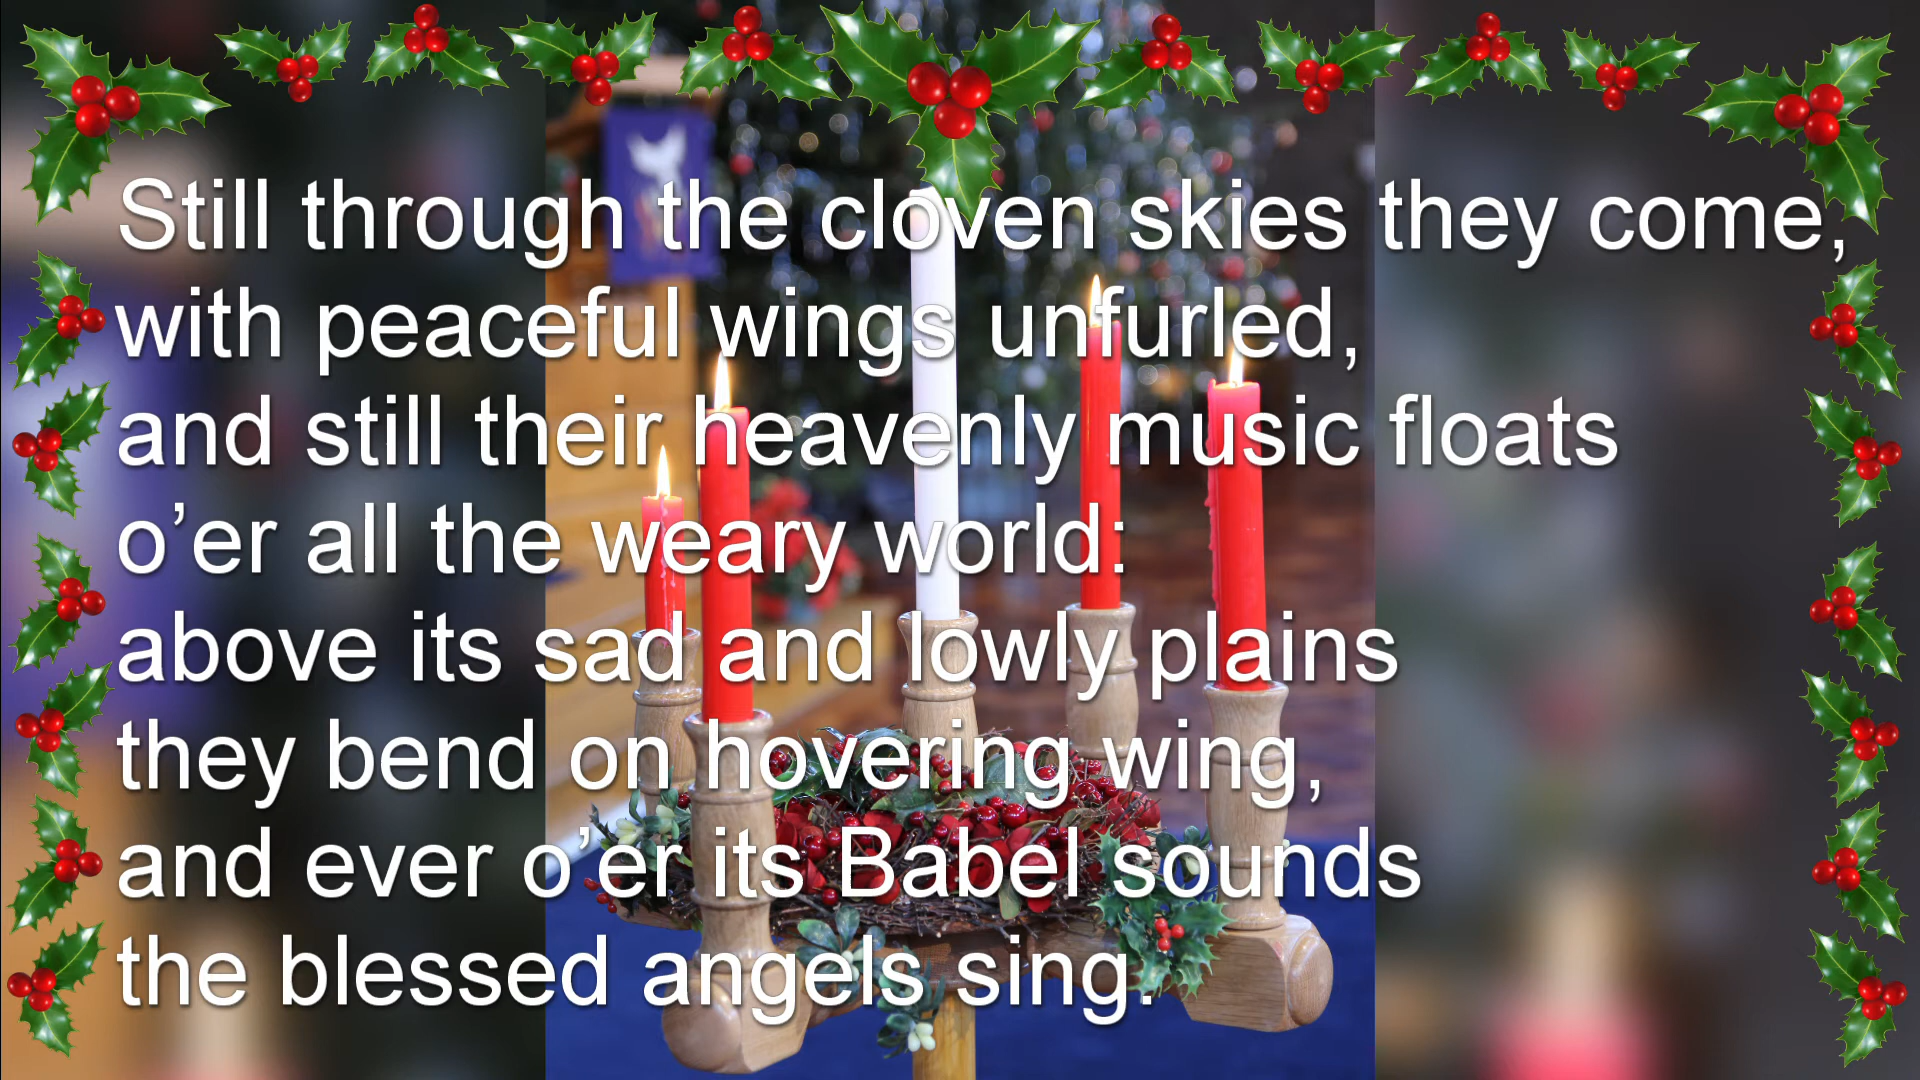 Still through the cloven skies they come,
with peaceful wings unfurled,
and still their heavenly music floats
o’er all the weary world:
above its sad and lowly plains
they bend on hovering wing,
and ever o’er its Babel sounds
the blessed angels sing.